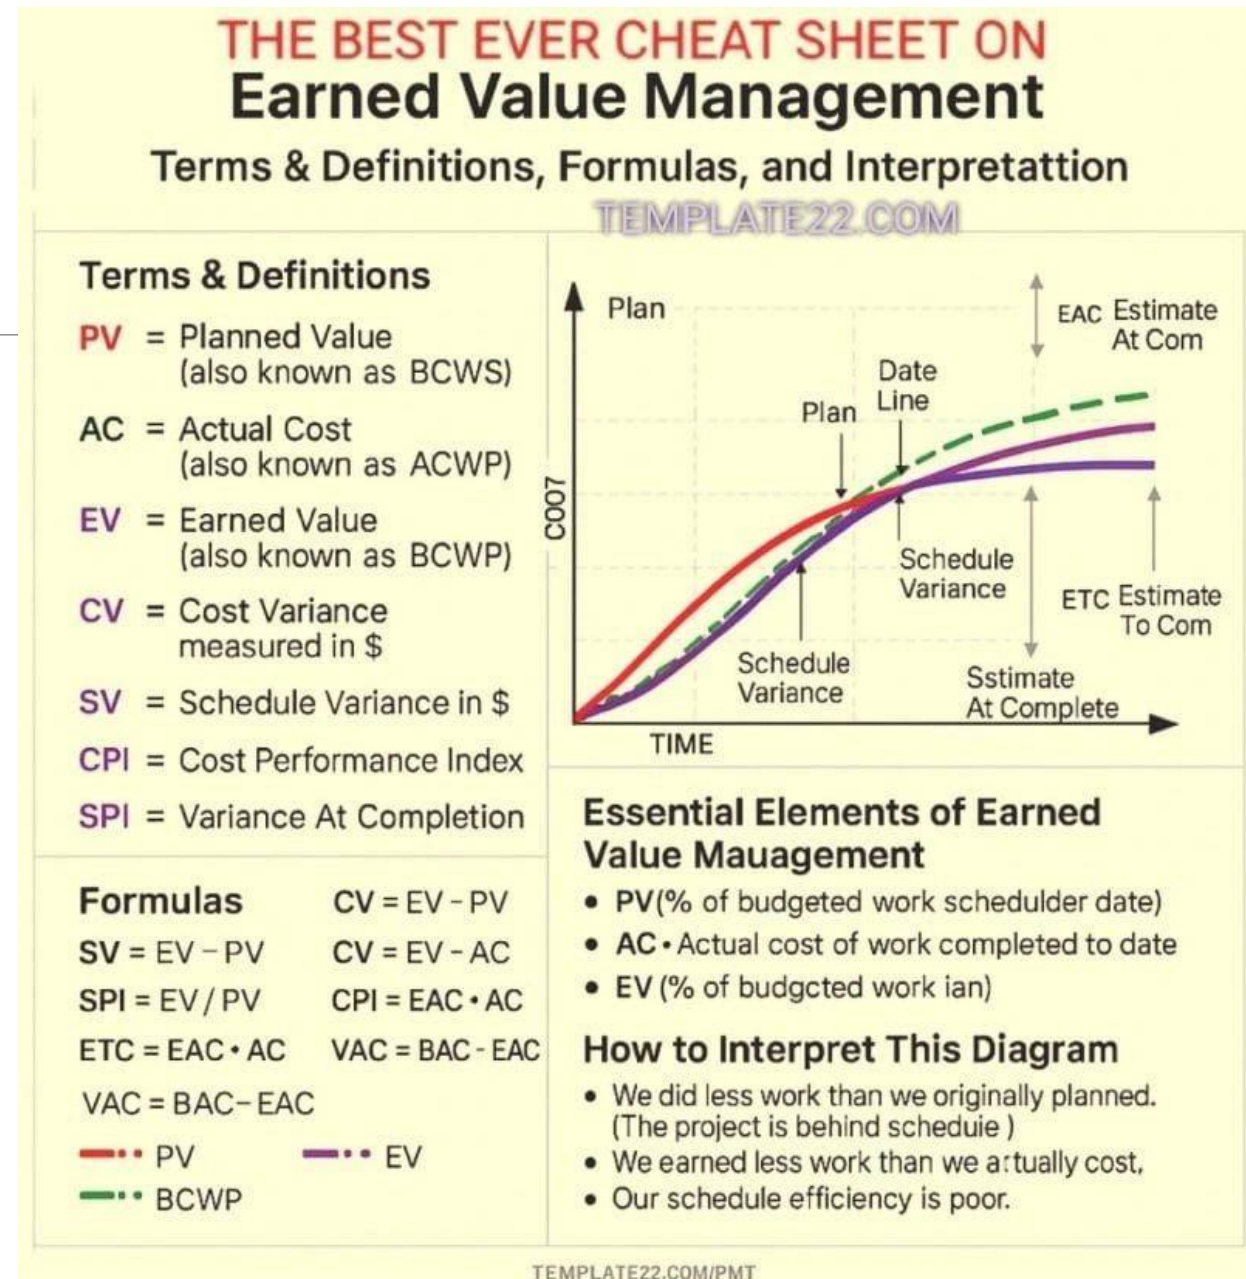 THE BEST EVER CHEAT SHEET ON
Earned Value Management
Terms & Definitions, Formulas, and Interpretattion
TEMPLATE22.COM
Terms & Definitions
PV = Planned Value
(also known as BCWS)
AC = Actual Cost
(also known as ACWP)
EV = Earned Value
(also known as BCWP)
CV = Cost Variance
measured in $
SV = Schedule Variance in $
CPI = Cost Performance Index
SPI = Variance At Completion
Formulas
CV = EV - PV
SV = EV - PV
CV = EV - AC
SPI = EV / PV
CPI = EAC • AC
ETC = EAC • AC
VAC = BAC - EAC
VAC = BAC - EAC
PV
EV
BCWP
Plan
EAC Estimate
At Com
Date
Line
Plan
COO7
Schedule
Variance
ETC Estimate
To Com
Schedule
Variance
Sstimate
At Complete
TIME
Essential Elements of Earned
Value Mauagement
• PV(% of budgeted work schedulder date)
• AC • Actual cost of work completed to date
• EV (% of budgcted work ian)
How to Interpret This Diagram
• We did less work than we originally planned.
(The project is behind scheduie )
• We earned less work than we artually cost,
• Our schedule efficiency is poor.
TEMPLATE22.COM/PMT